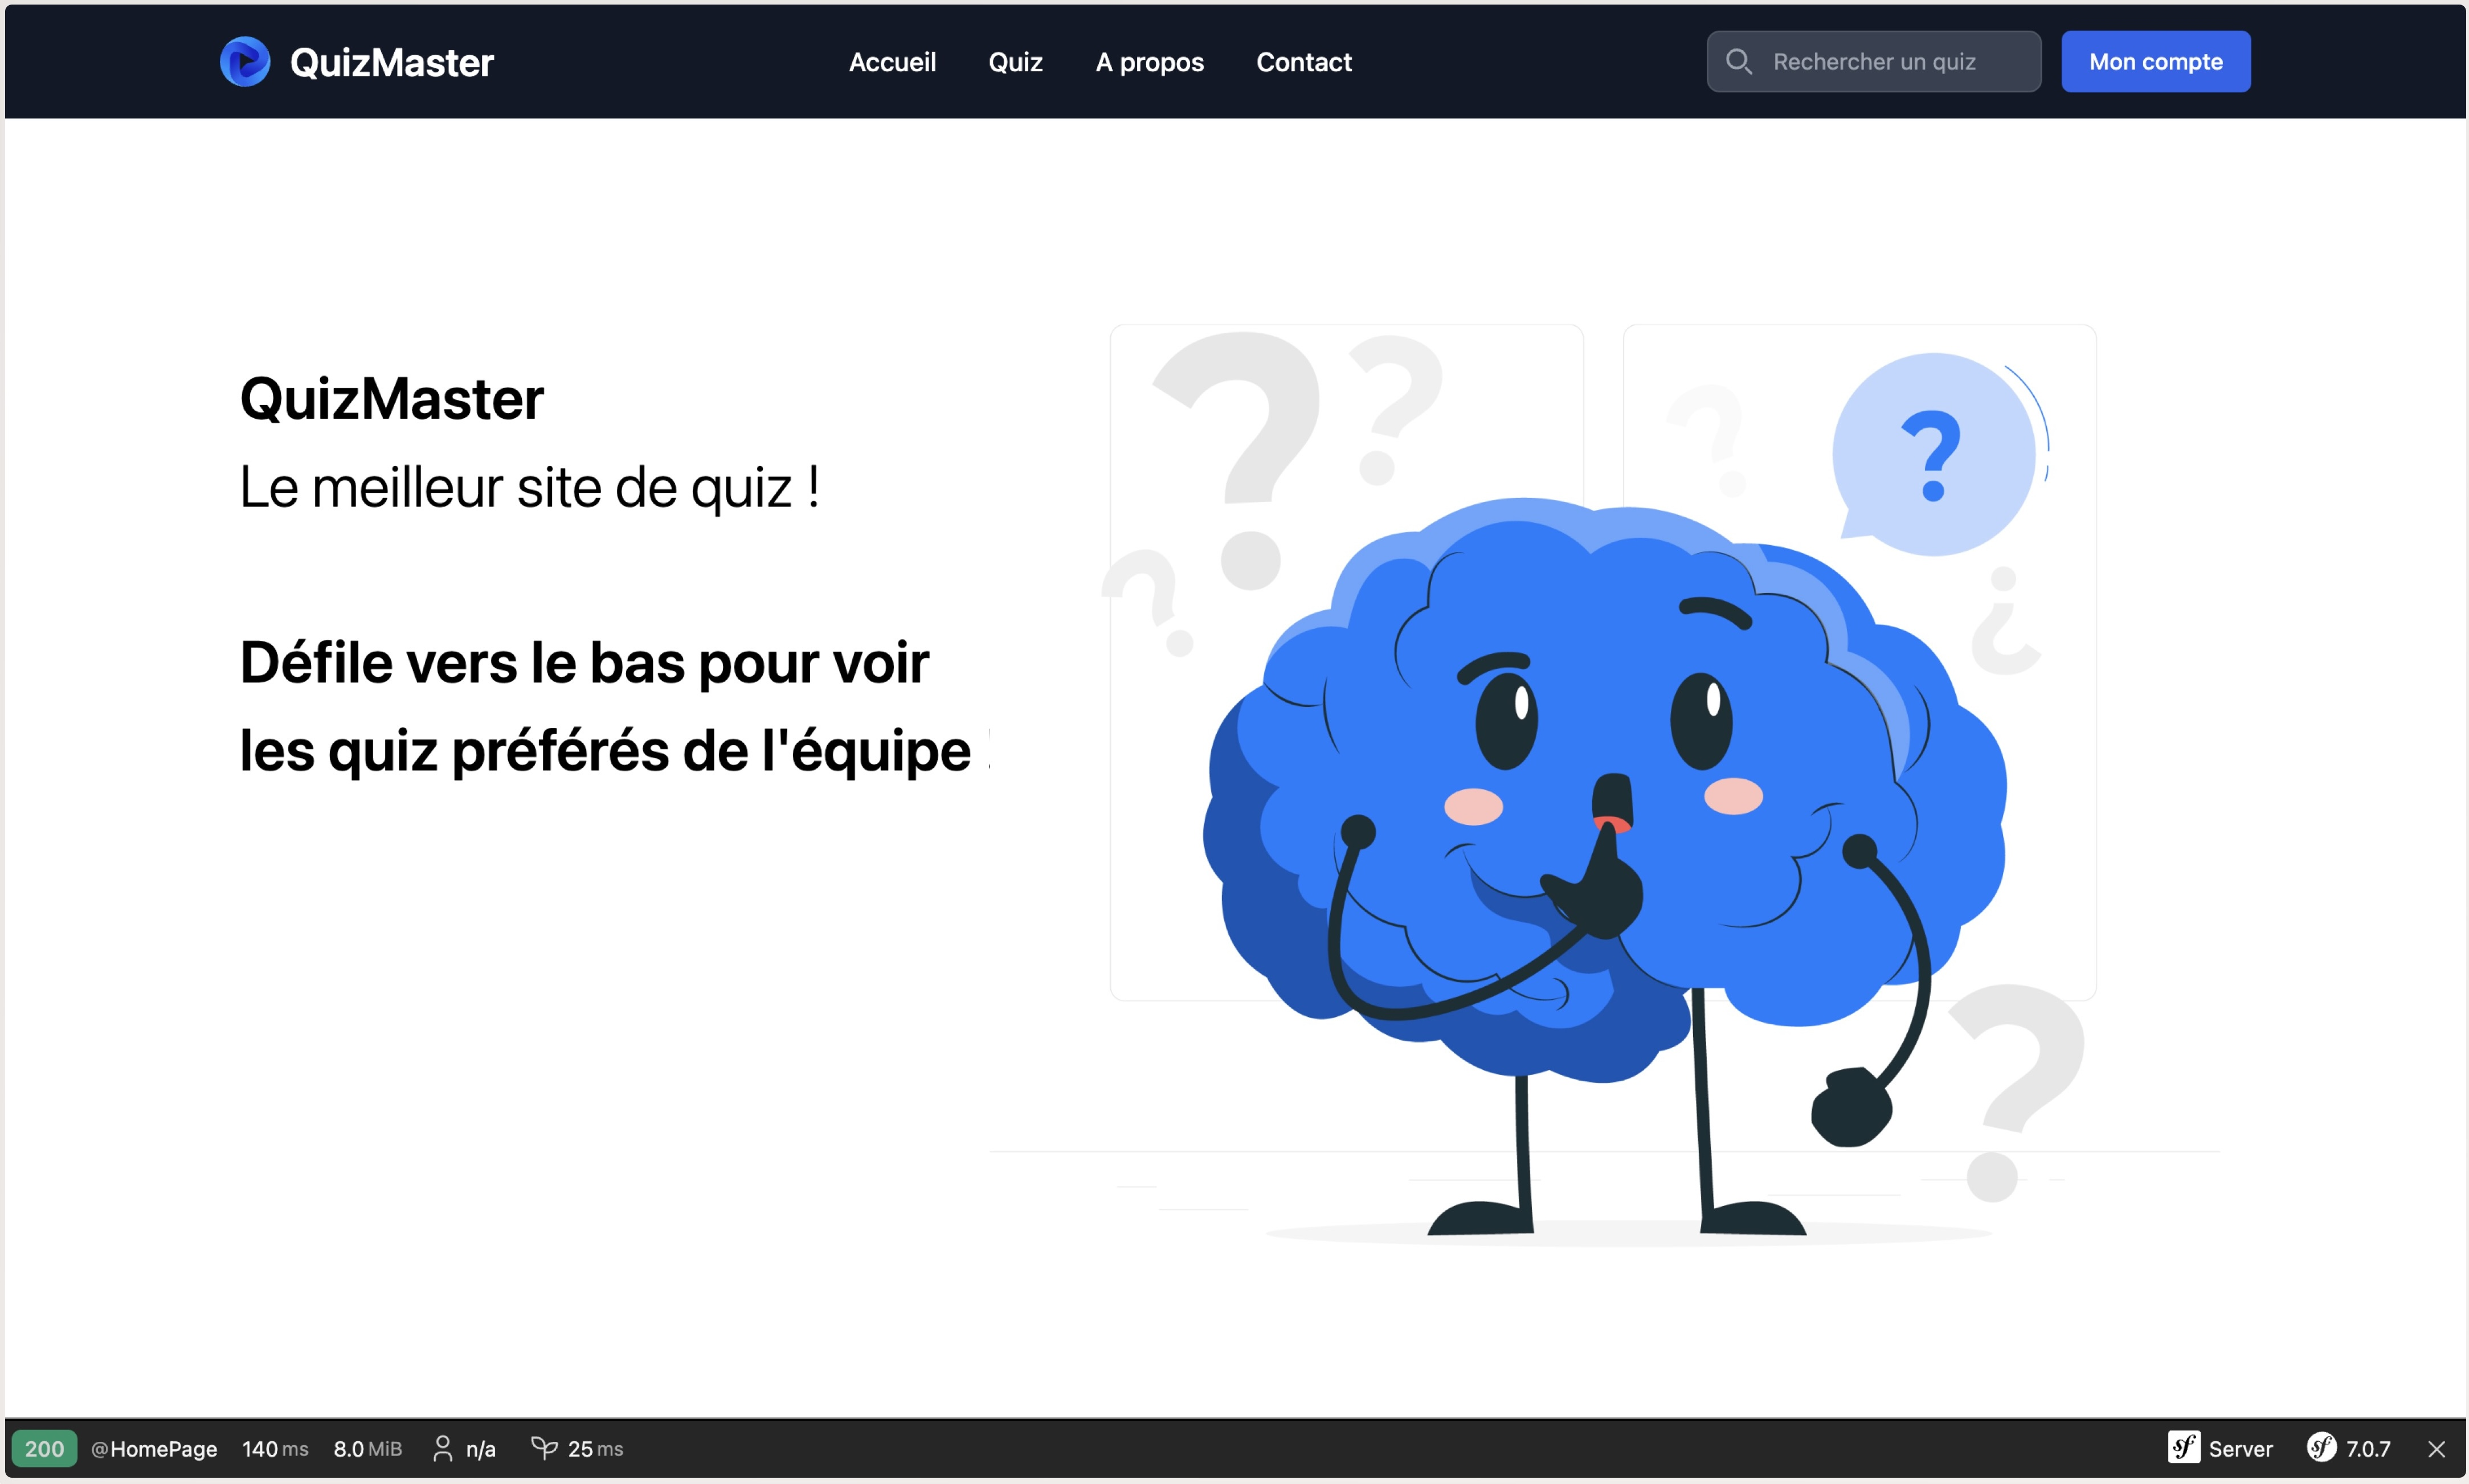 QuizMaster
Accueil Quiz A propos Contact
Rechercher un quiz
Mon compte
QuizMaster
Le meilleur site de quiz !
Défile vers le bas pour voir
les quiz préférés de l'équipe
? ? ? ? ? ? ?
200 @HomePage 140 ms 8.0 MiB n/a 25 ms
sf Server sf 7.0.7